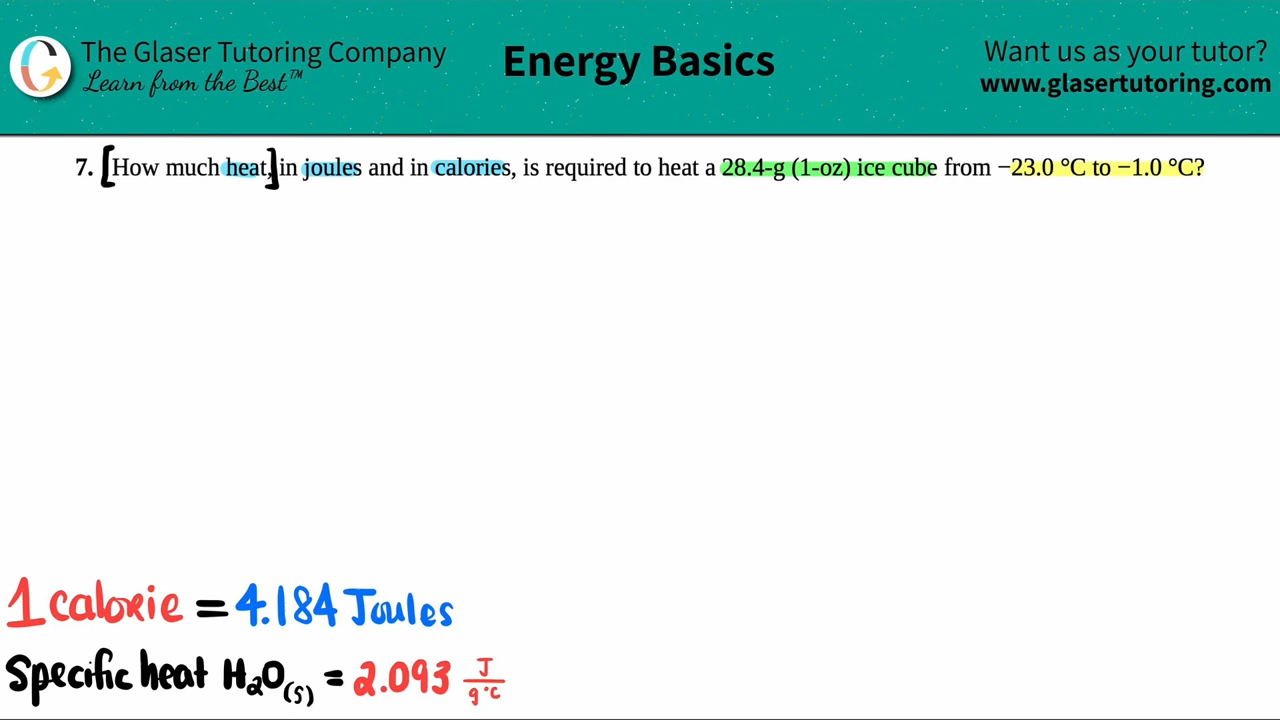 The Glaser Tutoring Company
Learn from the Best™
Energy Basics
Want us as your tutor?
www.glasertutoring.com
7. [How much heat,] in joules and in calories, is required to heat a 28.4-g (1-oz) ice cube from −23.0 °C to −1.0 °C?
1 calorie = 4.184 Joules
Specific heat H₂O(s) = 2.093 J/g°C